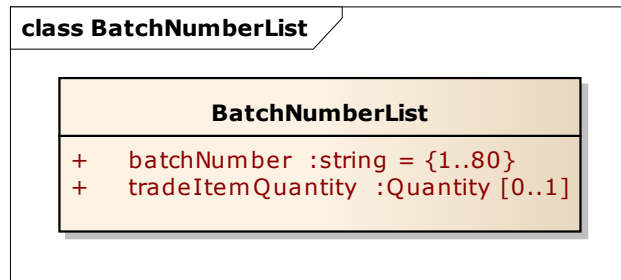 class BatchNumberList
BatchNumberList
+ batchNumber :string = {1..80}
+ tradeItemQuantity :Quantity [0..1]